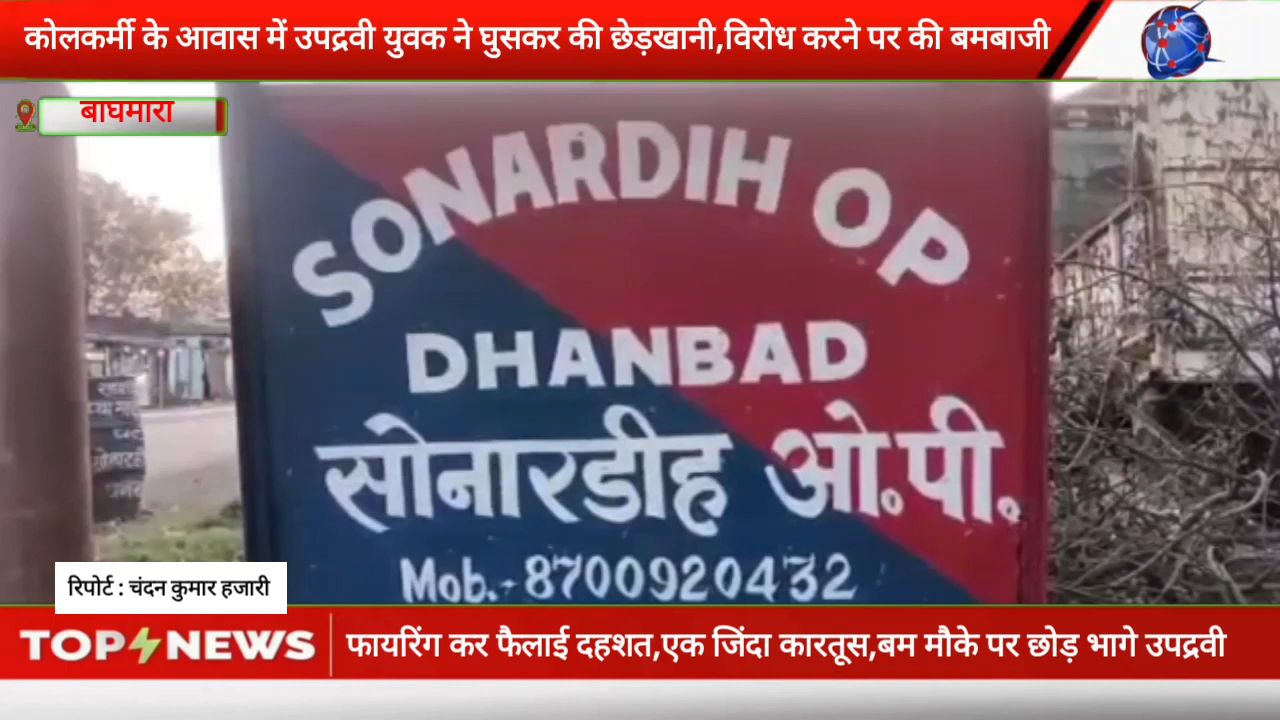 कोलकर्मी के आवास में उपद्रवी युवक ने घुसकर की छेड़खानी,विरोध करने पर की बमबाजी
बाघमारा
SONARDIH OP
DHANBAD
सोनारडीह ओ.पी.
Mob.-8700920432
रिपोर्ट : चंदन कुमार हजारी
TOP NEWS
फायरिंग कर फैलाई दहशत,एक जिंदा कारतूस,बम मौके पर छोड़ भागे उपद्रवी